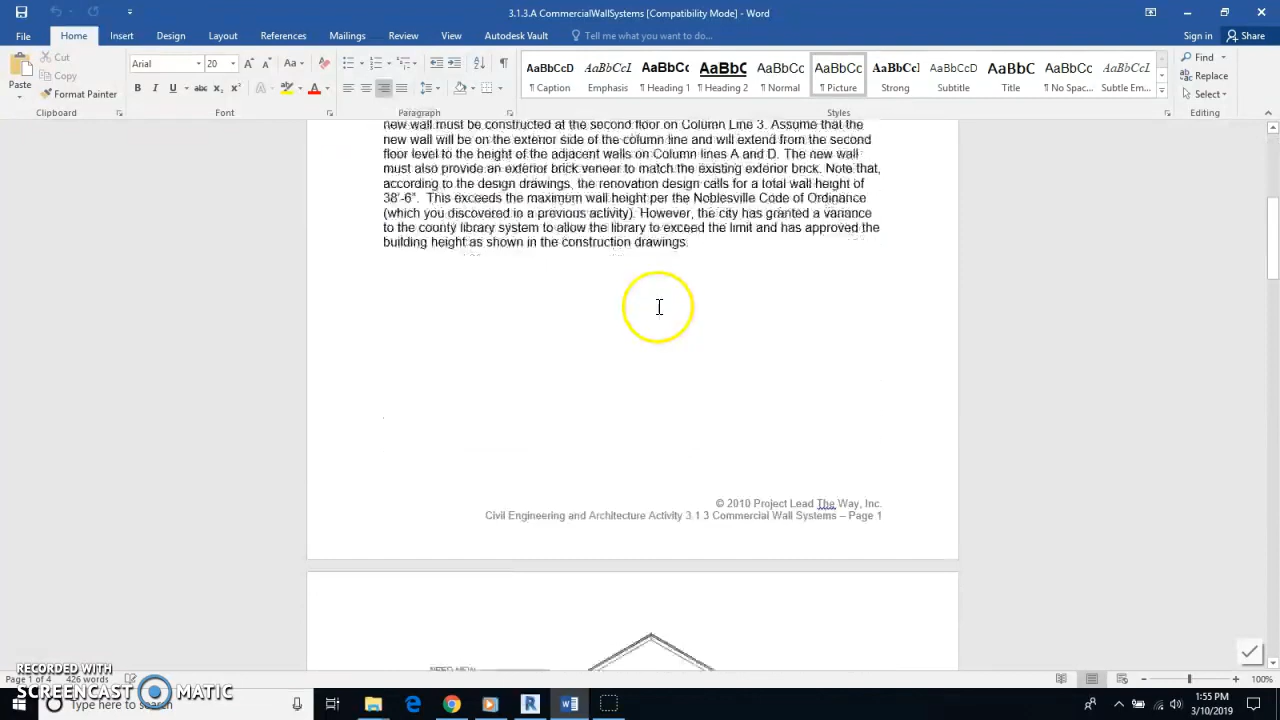 3.1.3.A CommercialWallSystems [Compatibility Mode] - Word
File Home Insert Design Layout References Mailings Review View Autodesk Vault Tell me what you want to do... Sign in Share
Cut
Copy
Paste Format Painter
Arial 20 Aa
B I U abc X2 X2 A A
AaBbCcD AaBbCcL AaBbCc AaBbC AaBbCc AaBbCc AaBbCcI AaBbCcD AaBbC AaBbCc AaBbCcL
¶ Caption Emphasis ¶ Heading 1 ¶ Heading 2 ¶ Normal ¶ Picture Strong Subtitle Title ¶ No Spac... Subtle Em...
Find
Replace
Select
Clipboard Font Paragraph Styles Editing
new wall must be constructed at the second floor on Column Line 3. Assume that the
new wall will be on the exterior side of the column line and will extend from the second
floor level to the height of the adjacent walls on Column lines A and D. The new wall
must also provide an exterior brick veneer to match the existing exterior brick. Note that,
according to the design drawings, the renovation design calls for a total wall height of
38'-6". This exceeds the maximum wall height per the Noblesville Code of Ordinance
(which you discovered in a previous activity). However, the city has granted a variance
to the county library system to allow the library to exceed the limit and has approved the
building height as shown in the construction drawings.
© 2010 Project Lead The Way, Inc.
Civil Engineering and Architecture Activity 3.1.3 Commercial Wall Systems – Page 1
NEED NEW
RECORDED WITH
Page 1 of 4 426 words 100%
SCREENCAST MATIC
Type here to search
1:55 PM
3/10/2019